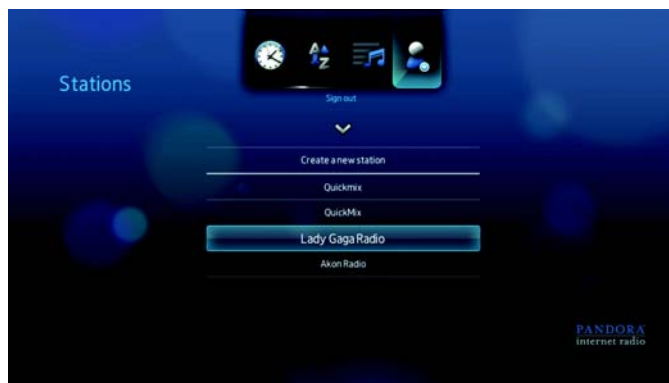 Stations
A
Z
Sign out
Create a new station
Quickmix
QuickMix
Lady Gaga Radio
Akon Radio
PANDORA
internet radio